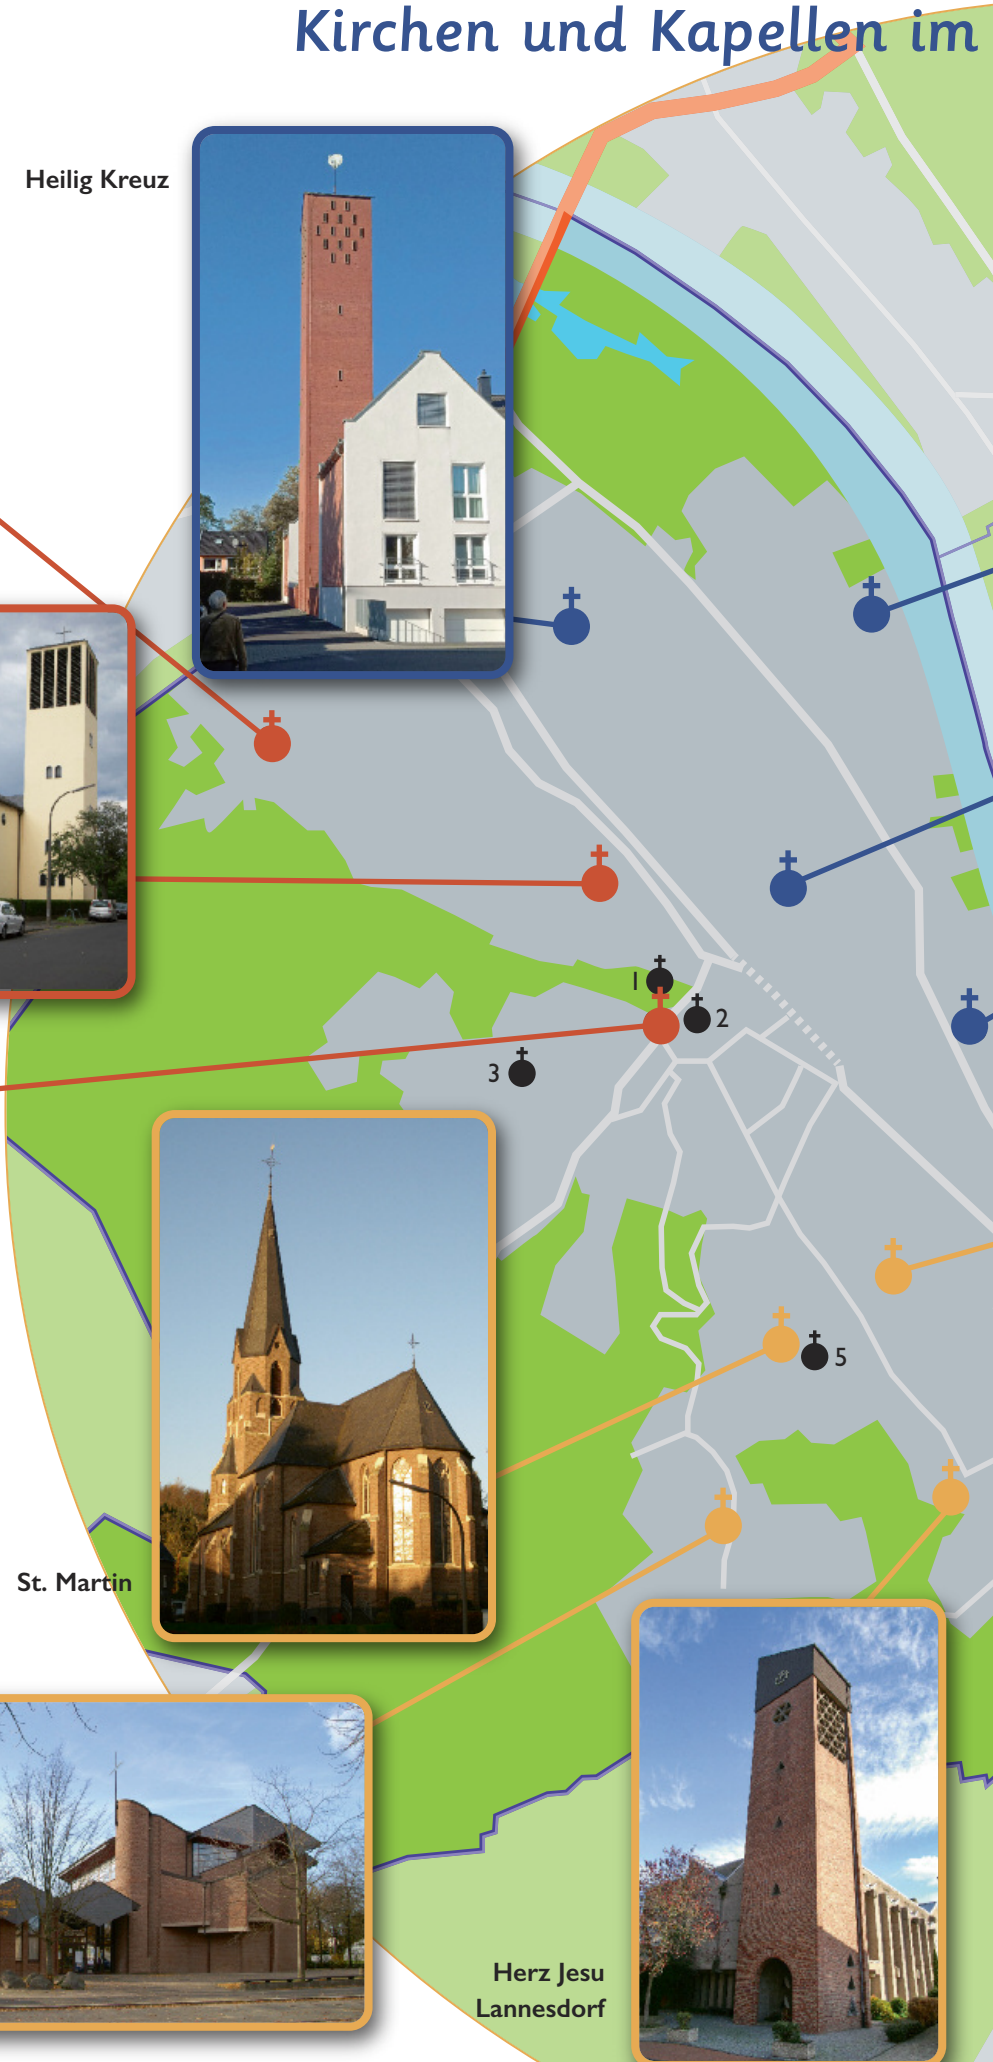 Kirchen und Kapellen im
Heilig Kreuz
1
2
3
5
St. Martin
Herz Jesu
Lannesdorf